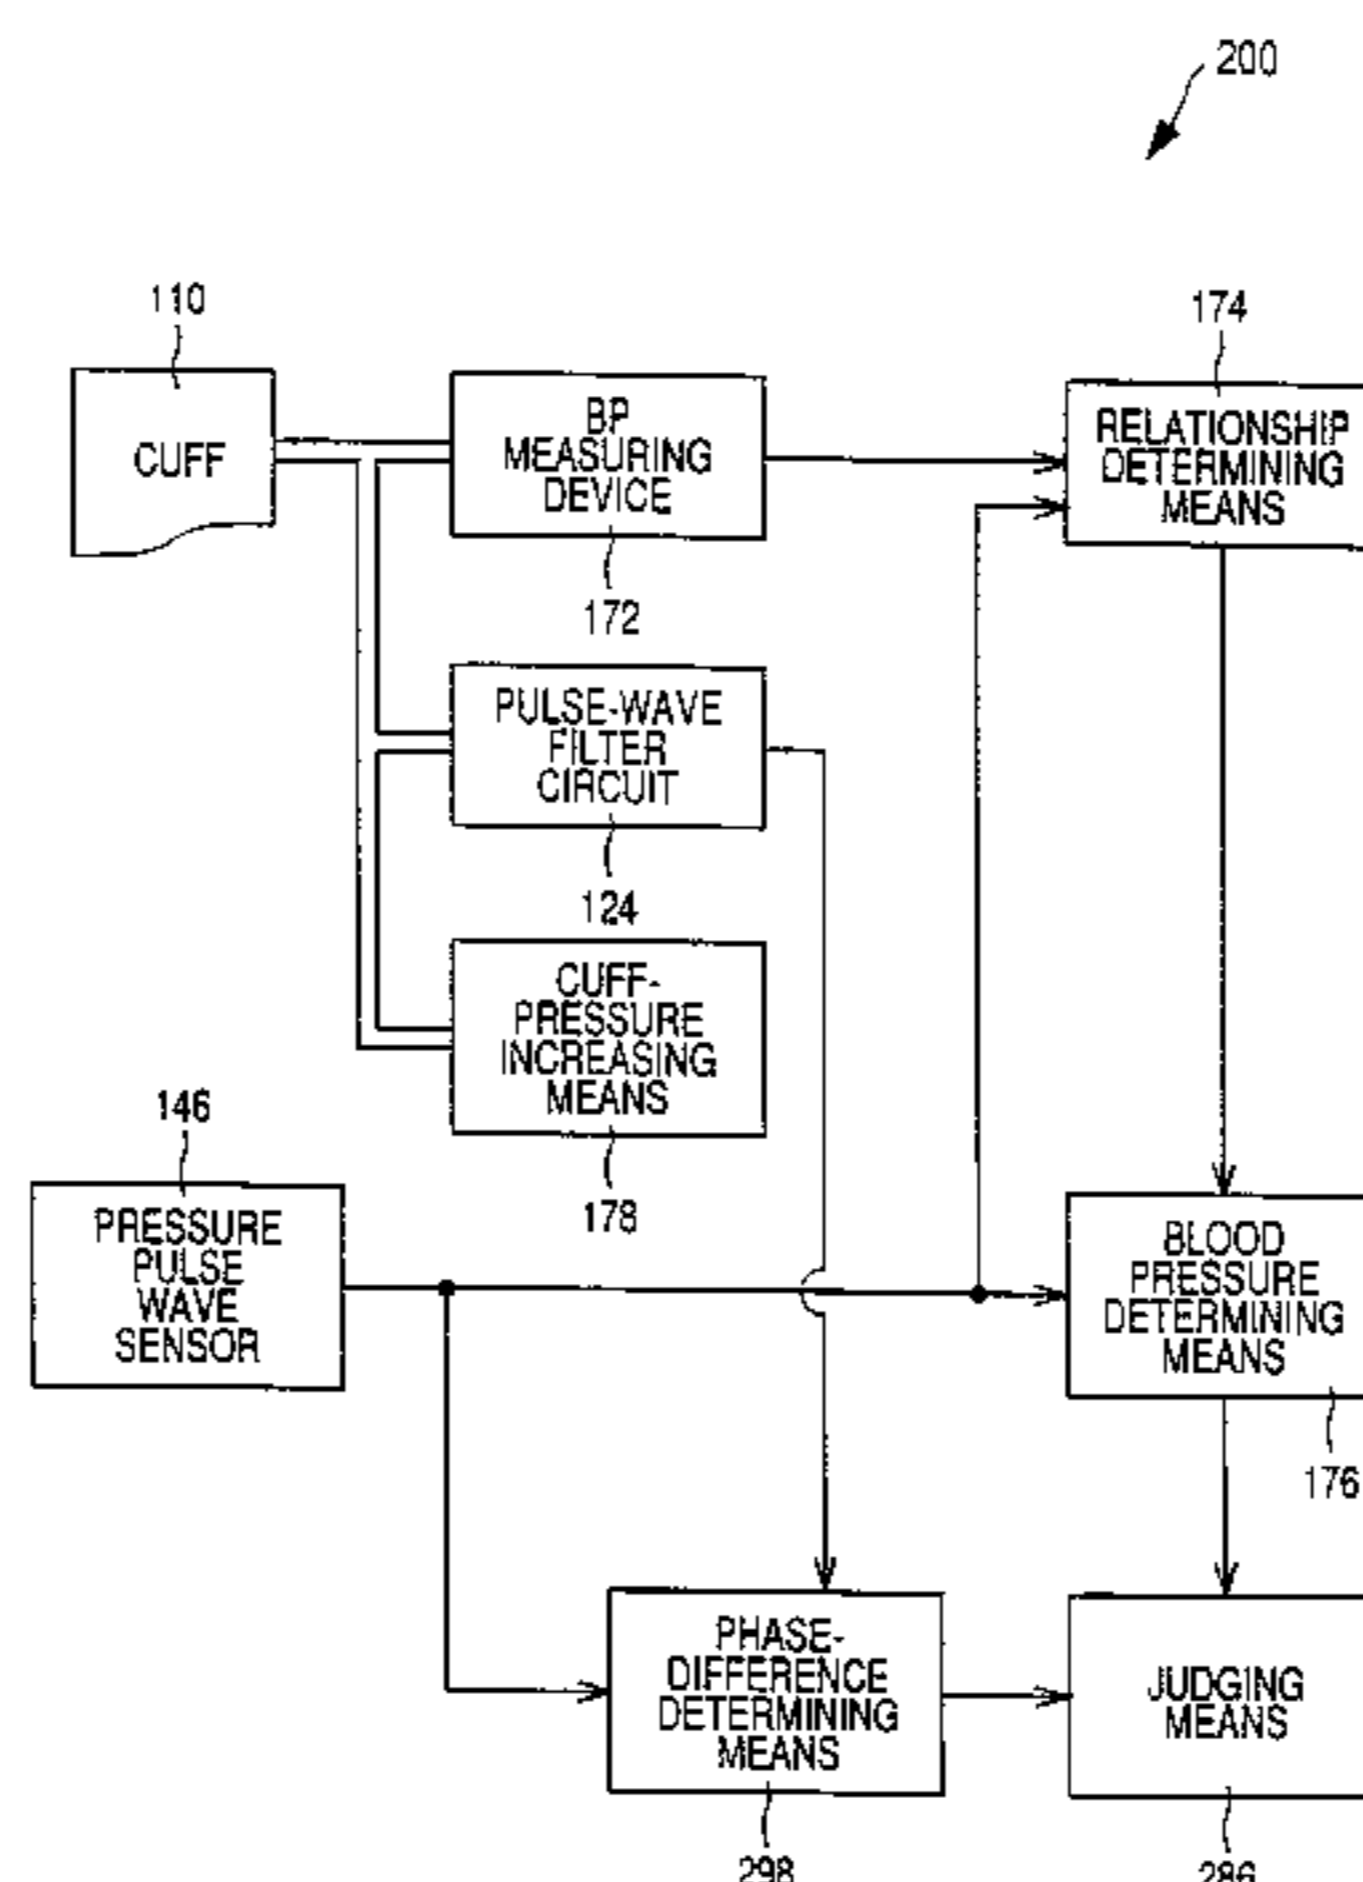 200
110
CUFF
BP
MEASURING
DEVICE
172
174
RELATIONSHIP
DETERMINING
MEANS
PULSE-WAVE
FILTER
CIRCUIT
124
CUFF-
PRESSURE
INCREASING
MEANS
178
146
PRESSURE
PULSE
WAVE
SENSOR
BLOOD
PRESSURE
DETERMINING
MEANS
176
PHASE-
DIFFERENCE
DETERMINING
MEANS
298
JUDGING
MEANS
286